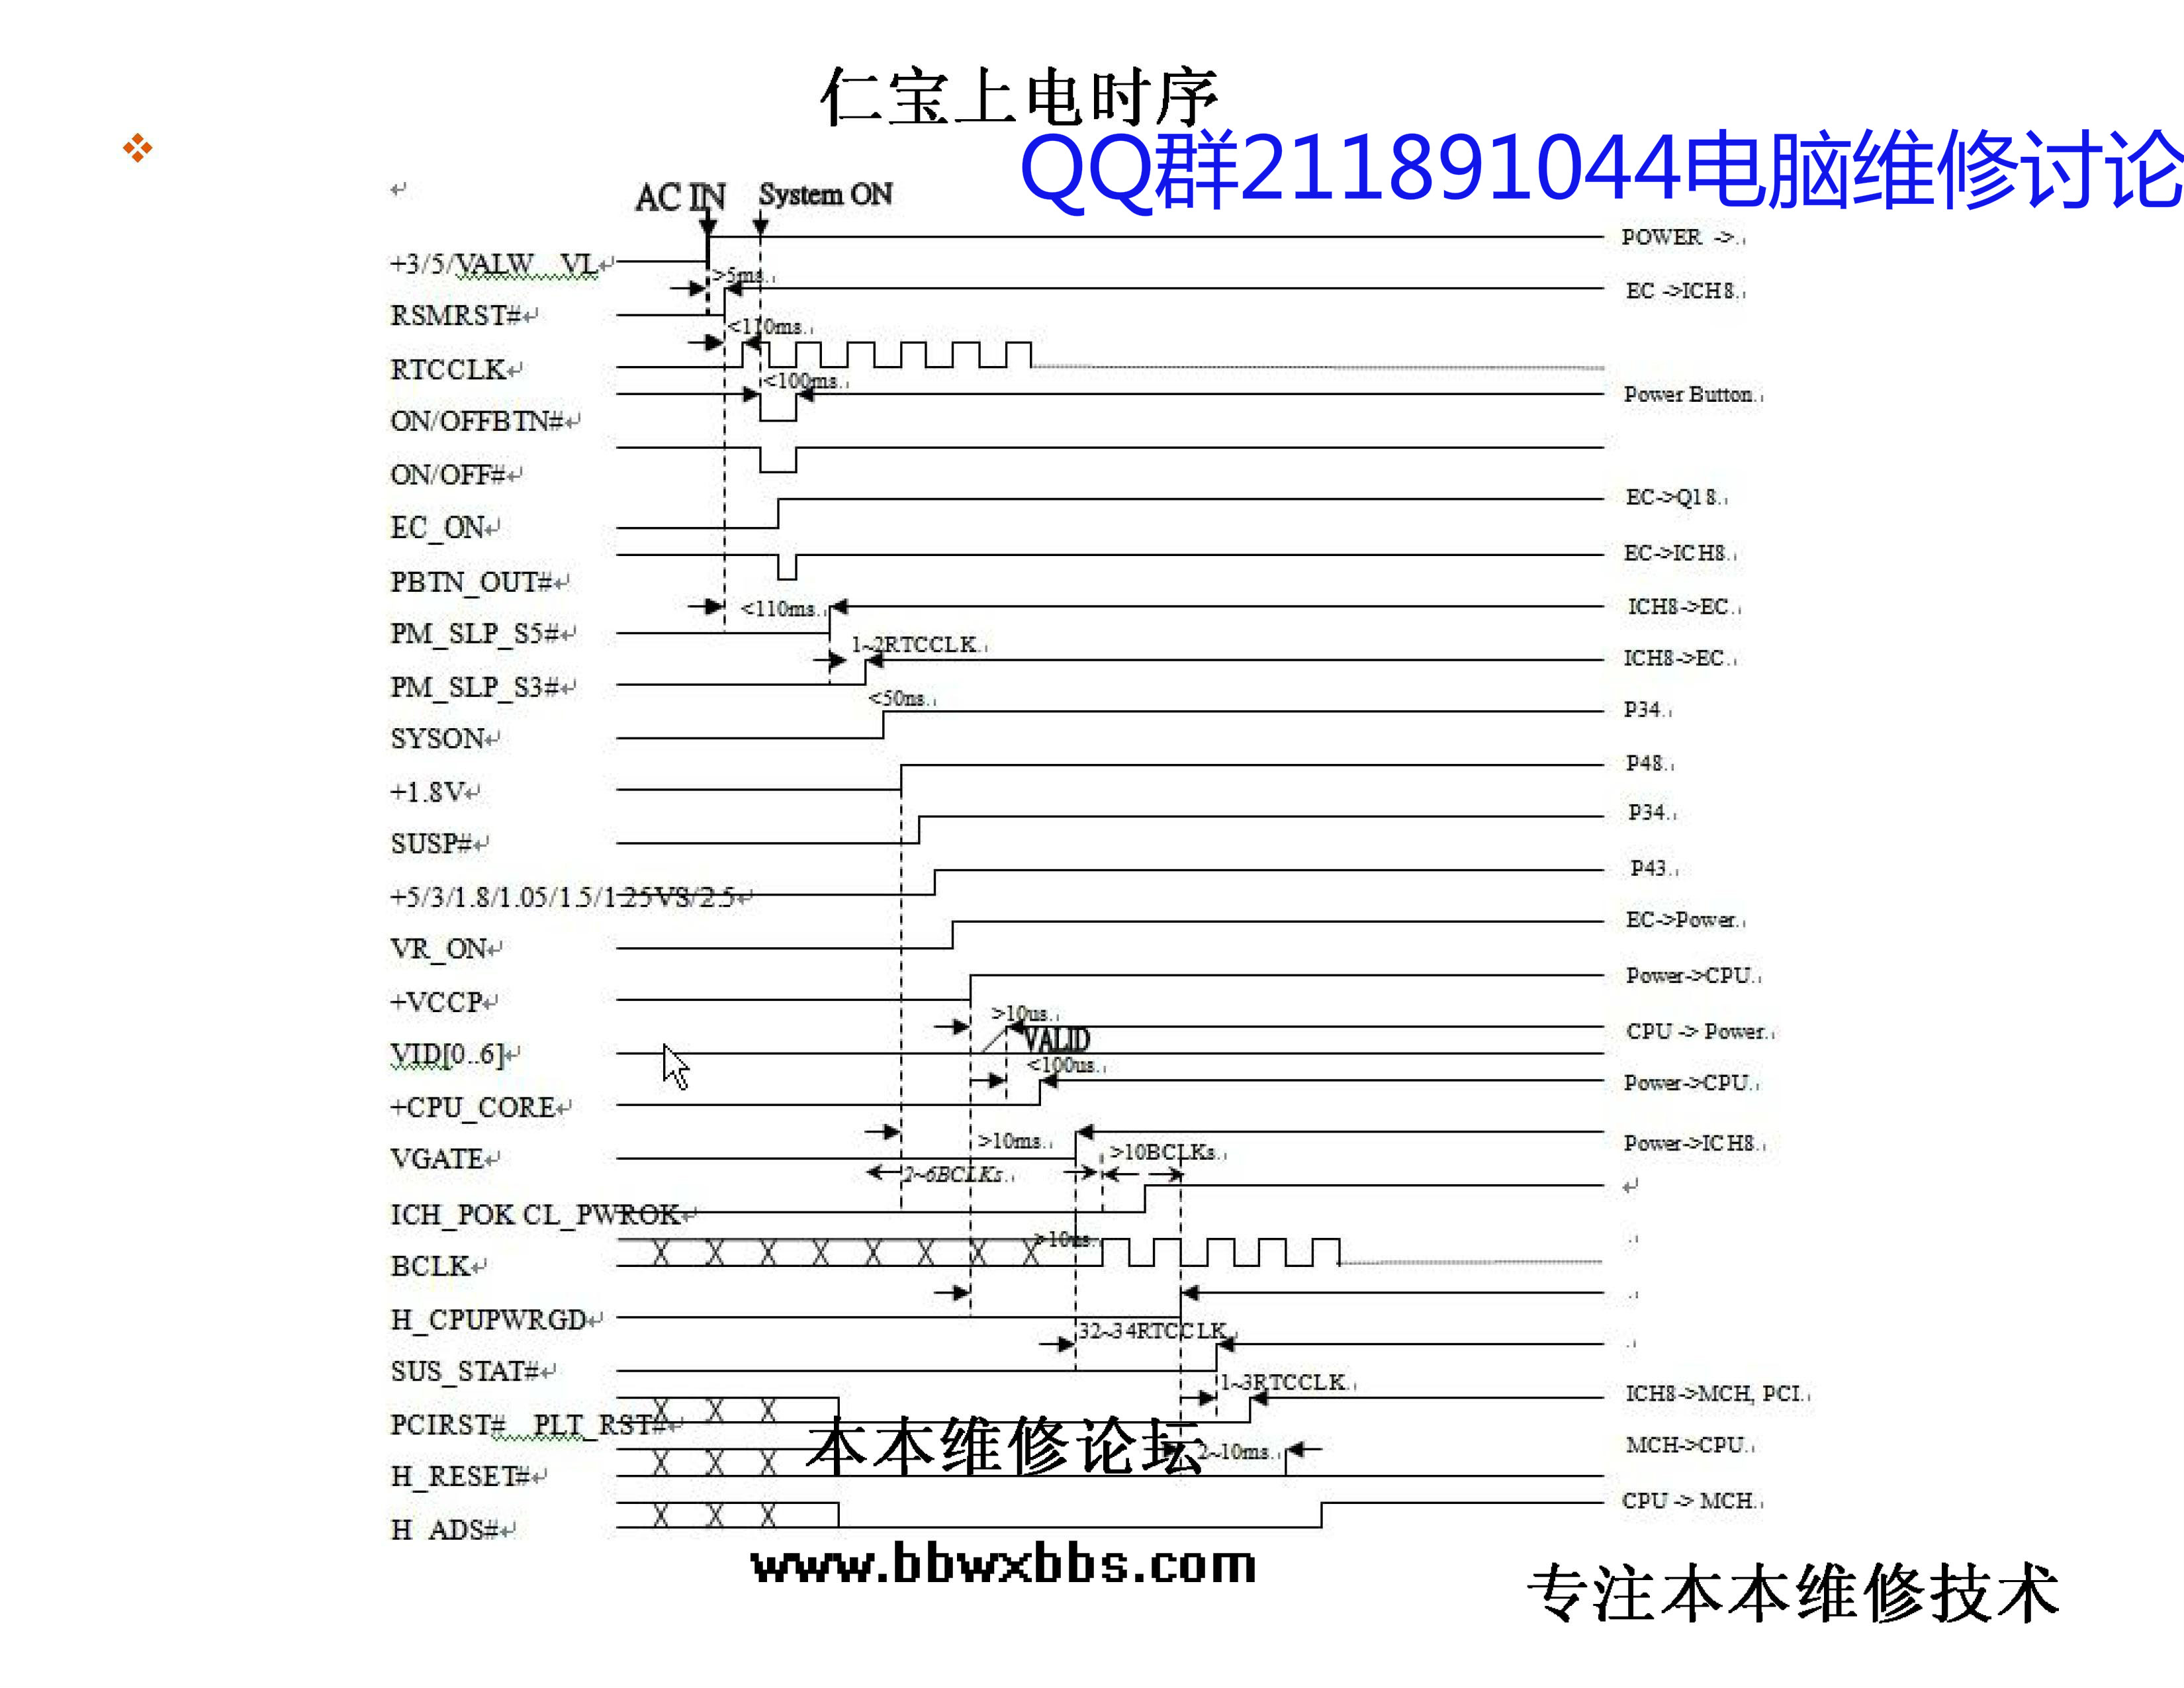 仁宝上电时序
QQ群211891044电脑维修讨论
AC IN System ON
POWER ->
+3/5/VALW VL
>5ms
EC ->ICH8
RSMRST#
<110ms
RTCCLK
<100ms
Power Button
ON/OFFBTN#
ON/OFF#
EC->Q18
EC_ON
EC->ICH8
PBTN_OUT#
<110ms
ICH8->EC
PM_SLP_S5#
1~2RTCCLK
ICH8->EC
PM_SLP_S3#
<50ns
P34
SYSON
P48
+1.8V
P34
SUSP#
P43
+5/3/1.8/1.05/1.5/1.25VS/2.5
EC->Power
VR_ON
Power->CPU
+VCCP
>10us
CPU -> Power
VALID
VID[0..6]
<100us
Power->CPU
+CPU_CORE
>10ms
Power->ICH8
>10BCLKs
VGATE
2~6BCLKs
ICH_POK CL_PWROK
>10us
BCLK
H_CPUPWRGD
32~34RTCCLK
SUS_STAT#
1~3RTCCLK
ICH8->MCH, PCI
PCIRST# PLT_RST#
本本维修论坛
MCH->CPU
2~10ms
H_RESET#
CPU -> MCH
H_ADS#
www.bbwxbbs.com
专注本本维修技术